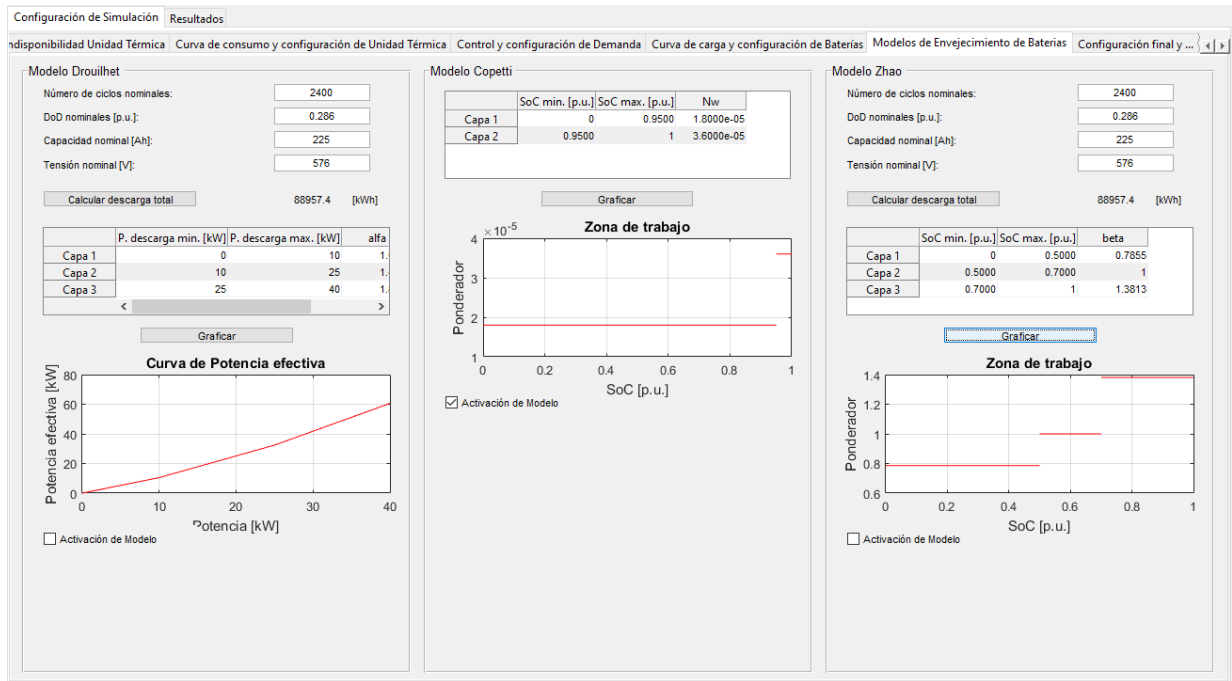 Configuración de Simulación Resultados
ndisponibilidad Unidad Térmica Curva de consumo y configuración de Unidad Térmica Control y configuración de Demanda Curva de carga y configuración de Baterías Modelos de Envejecimiento de Baterias Configuración final y ...
Modelo Drouilhet
Número de ciclos nominales: 2400
DoD nominales [p.u.]: 0.286
Capacidad nominal [Ah]: 225
Tensión nominal [V]: 576
Calcular descarga total 88957.4 [kWh]
P. descarga min. [kW] P. descarga max. [kW] alfa
Capa 1 0 10 1.
Capa 2 10 25 1.
Capa 3 25 40 1.
Graficar
Curva de Potencia efectiva
Potencia efectiva [kW]
80
60
40
20
0
0 10 20 30 40
Potencia [kW]
Activación de Modelo
Modelo Copetti
SoC min. [p.u.] SoC max. [p.u.] Nw
Capa 1 0 0.9500 1.8000e-05
Capa 2 0.9500 1 3.6000e-05
Graficar
×10⁻⁵ Zona de trabajo
Ponderador
4
3
2
1
0 0.2 0.4 0.6 0.8 1
SoC [p.u.]
Activación de Modelo
Modelo Zhao
Número de ciclos nominales: 2400
DoD nominales [p.u.]: 0.286
Capacidad nominal [Ah]: 225
Tensión nominal [V]: 576
Calcular descarga total 88957.4 [kWh]
SoC min. [p.u.] SoC max. [p.u.] beta
Capa 1 0 0.5000 0.7855
Capa 2 0.5000 0.7000 1
Capa 3 0.7000 1 1.3813
Graficar
Zona de trabajo
Ponderador
1.4
1.2
1
0.8
0.6
0 0.2 0.4 0.6 0.8 1
SoC [p.u.]
Activación de Modelo